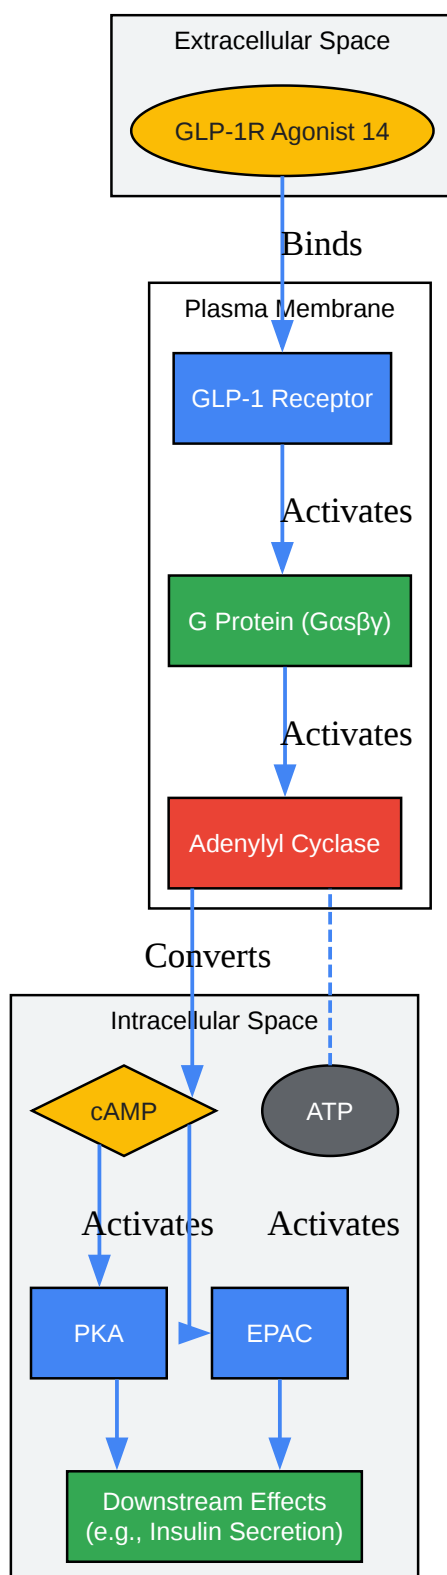 Extracellular Space
GLP-1R Agonist 14
Binds
Plasma Membrane
GLP-1 Receptor
Activates
G Protein (Gαsβγ)
Activates
Adenylyl Cyclase
Converts
Intracellular Space
cAMP
ATP
Activates
Activates
PKA
EPAC
Downstream Effects
(e.g., Insulin Secretion)